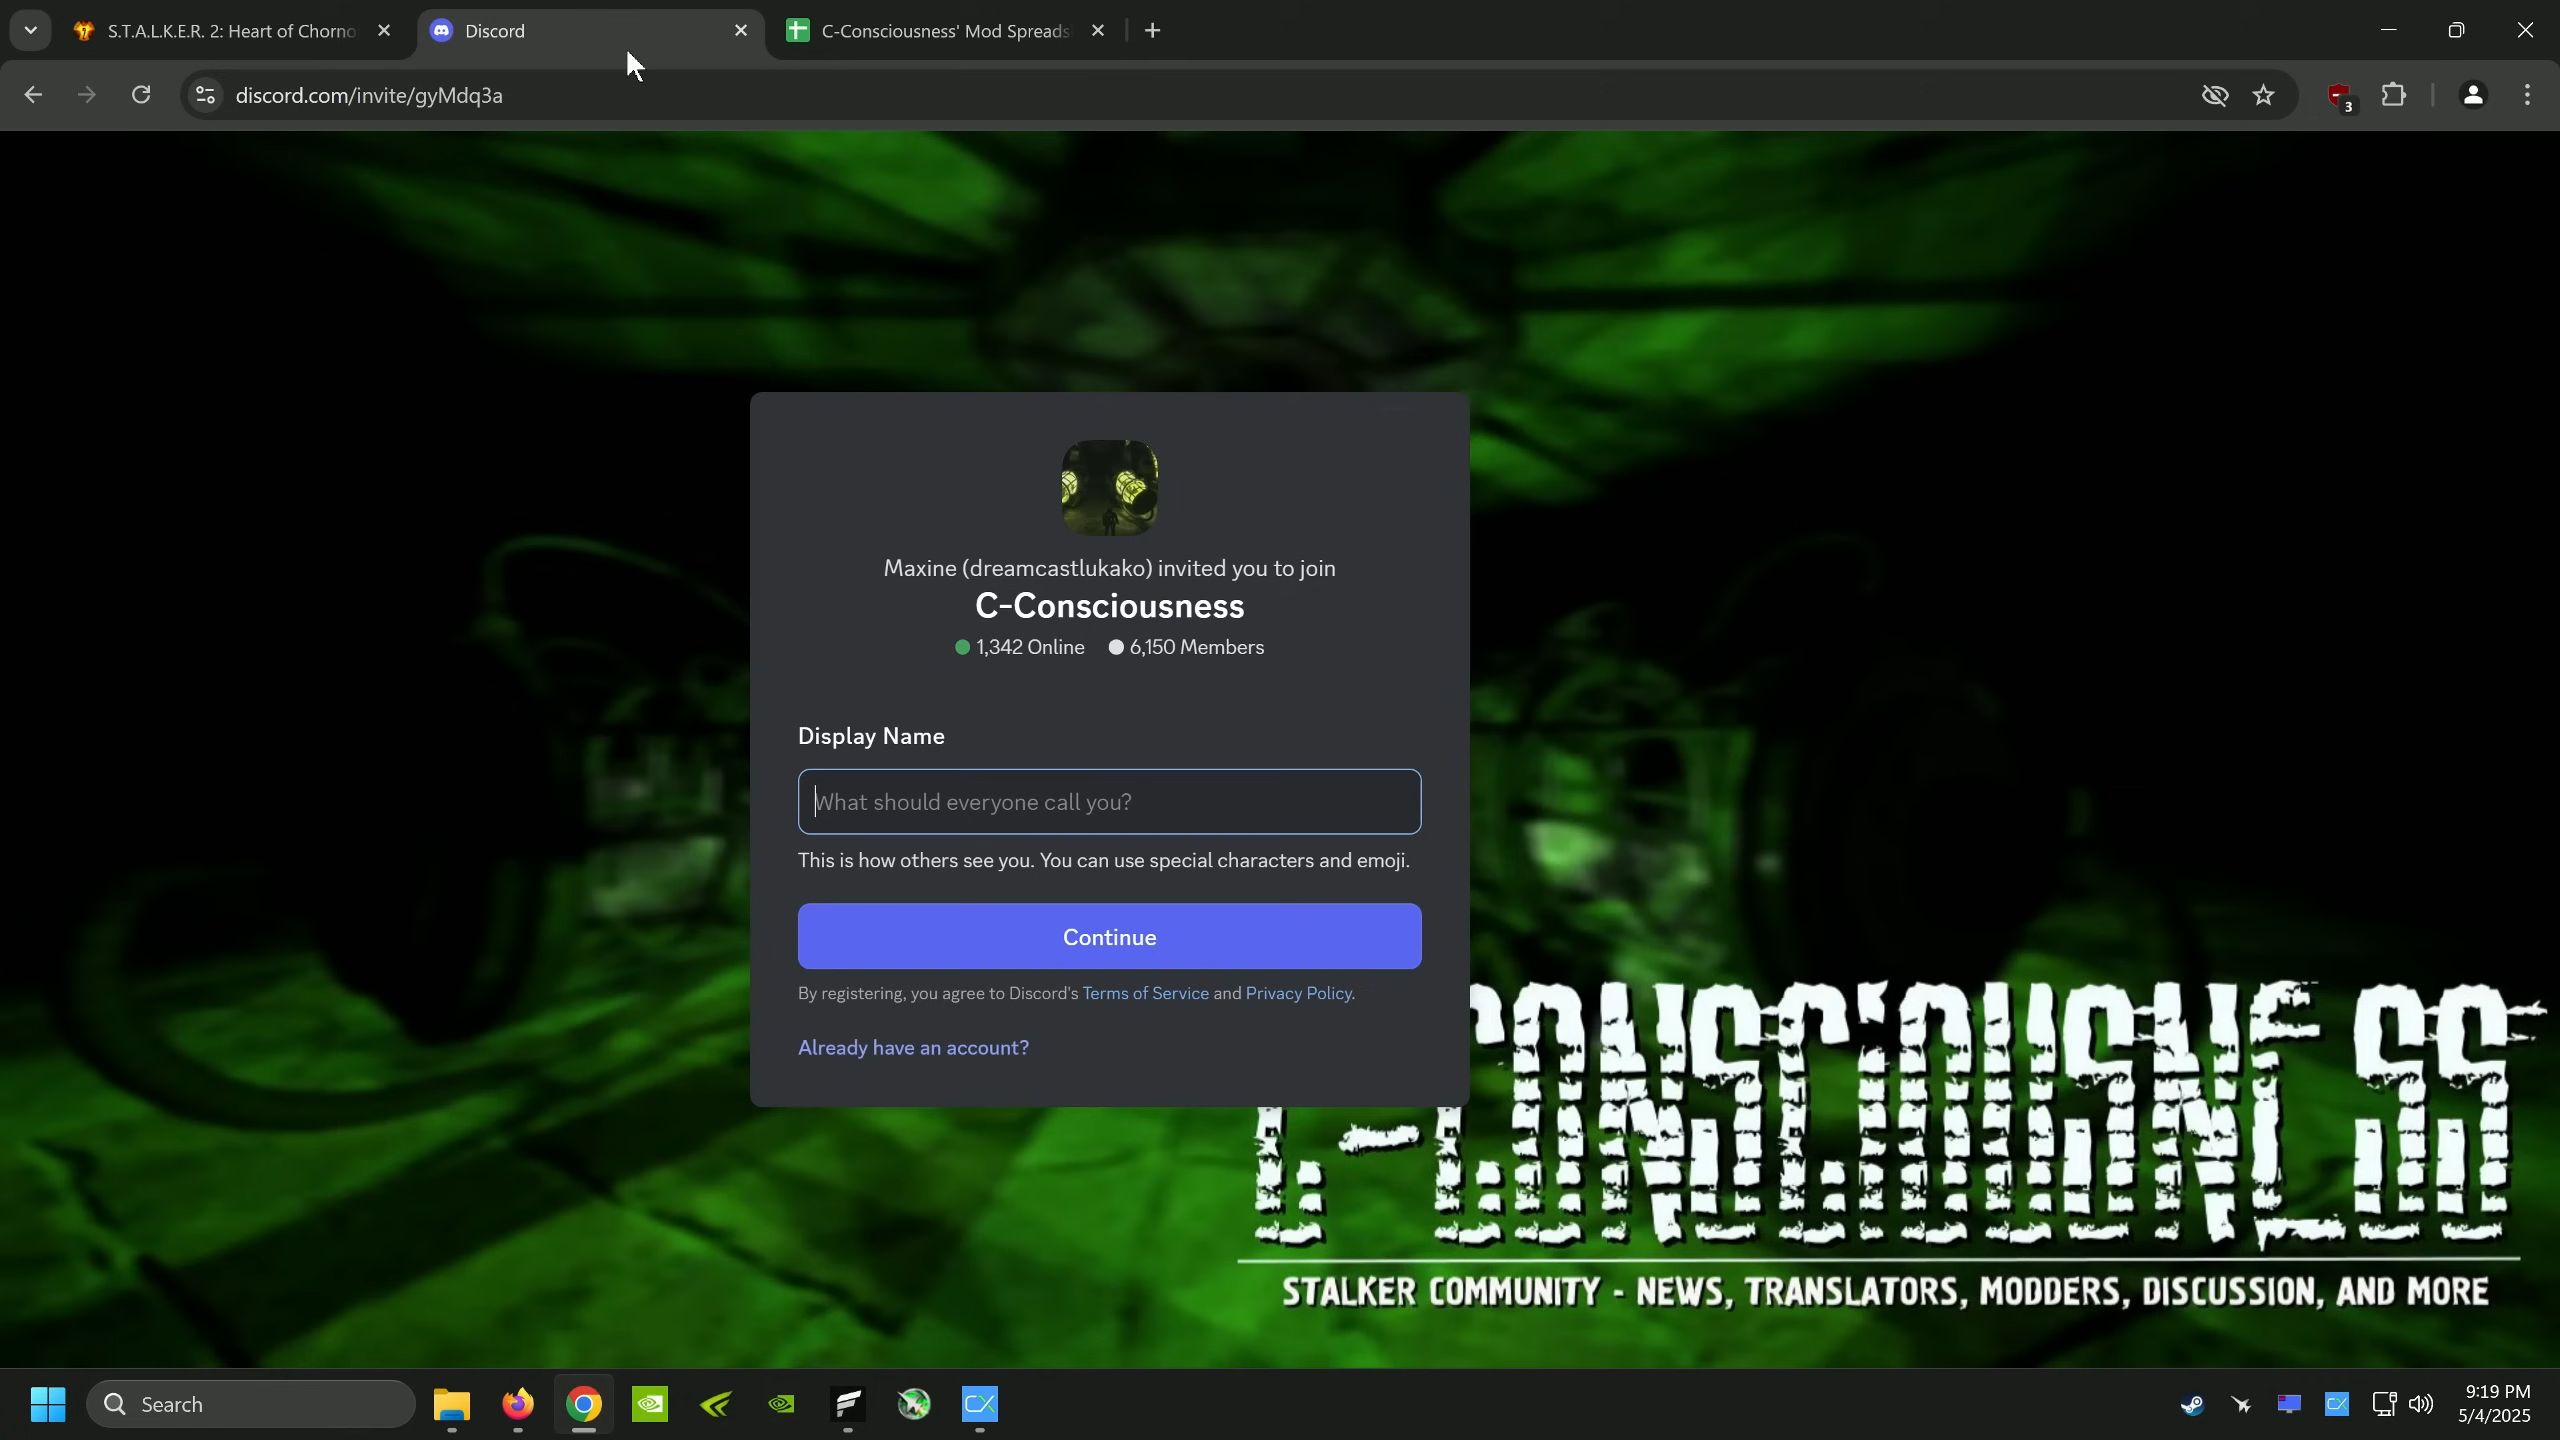 S.T.A.L.K.E.R. 2: Heart of Chorno
Discord
C-Consciousness' Mod Spreads
discord.com/invite/gyMdq3a
3
Maxine (dreamcastlukako) invited you to join
C-Consciousness
1,342 Online 6,150 Members
Display Name
What should everyone call you?
This is how others see you. You can use special characters and emoji.
Continue
By registering, you agree to Discord's Terms of Service and Privacy Policy.
Already have an account?
C-CONSCIOUSNESS
STALKER COMMUNITY - NEWS, TRANSLATORS, MODDERS, DISCUSSION, AND MORE
Search
CX
CX
9:19 PM
5/4/2025